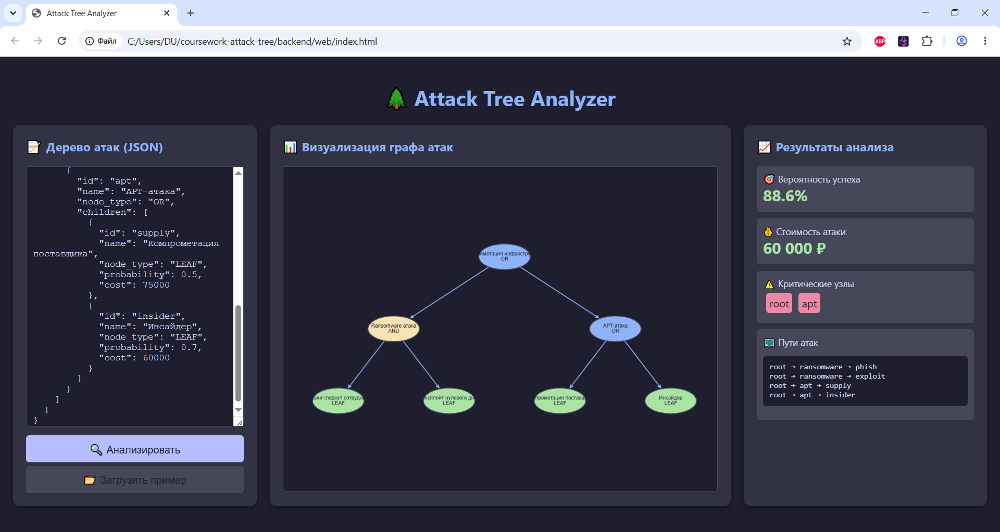 Attack Tree Analyzer
Файл
C:/Users/DU/coursework-attack-tree/backend/web/index.html
ABP
Attack Tree Analyzer
Дерево атак (JSON)
{
"id": "apt",
"name": "APT-атака",
"node_type": "OR",
"children": [
{
"id": "supply",
"name": "Компрометация
поставщика",
"node_type": "LEAF",
"probability": 0.5,
"cost": 75000
},
{
"id": "insider",
"name": "Инсайдер",
"node_type": "LEAF",
"probability": 0.7,
"cost": 60000
}
]
}
]
}
}
Анализировать
Загрузить пример
Визуализация графа атак
ометация инфрастру
OR
Ransomware атака
AND
APT-атака
OR
шинг (подкуп сотрудн
LEAF
ксплойт нулевого дн
LEAF
прометация поставщ
LEAF
Инсайдер
LEAF
Результаты анализа
Вероятность успеха
88.6%
Стоимость атаки
60 000 ₽
Критические узлы
root apt
Пути атак
root → ransomware → phish
root → ransomware → exploit
root → apt → supply
root → apt → insider